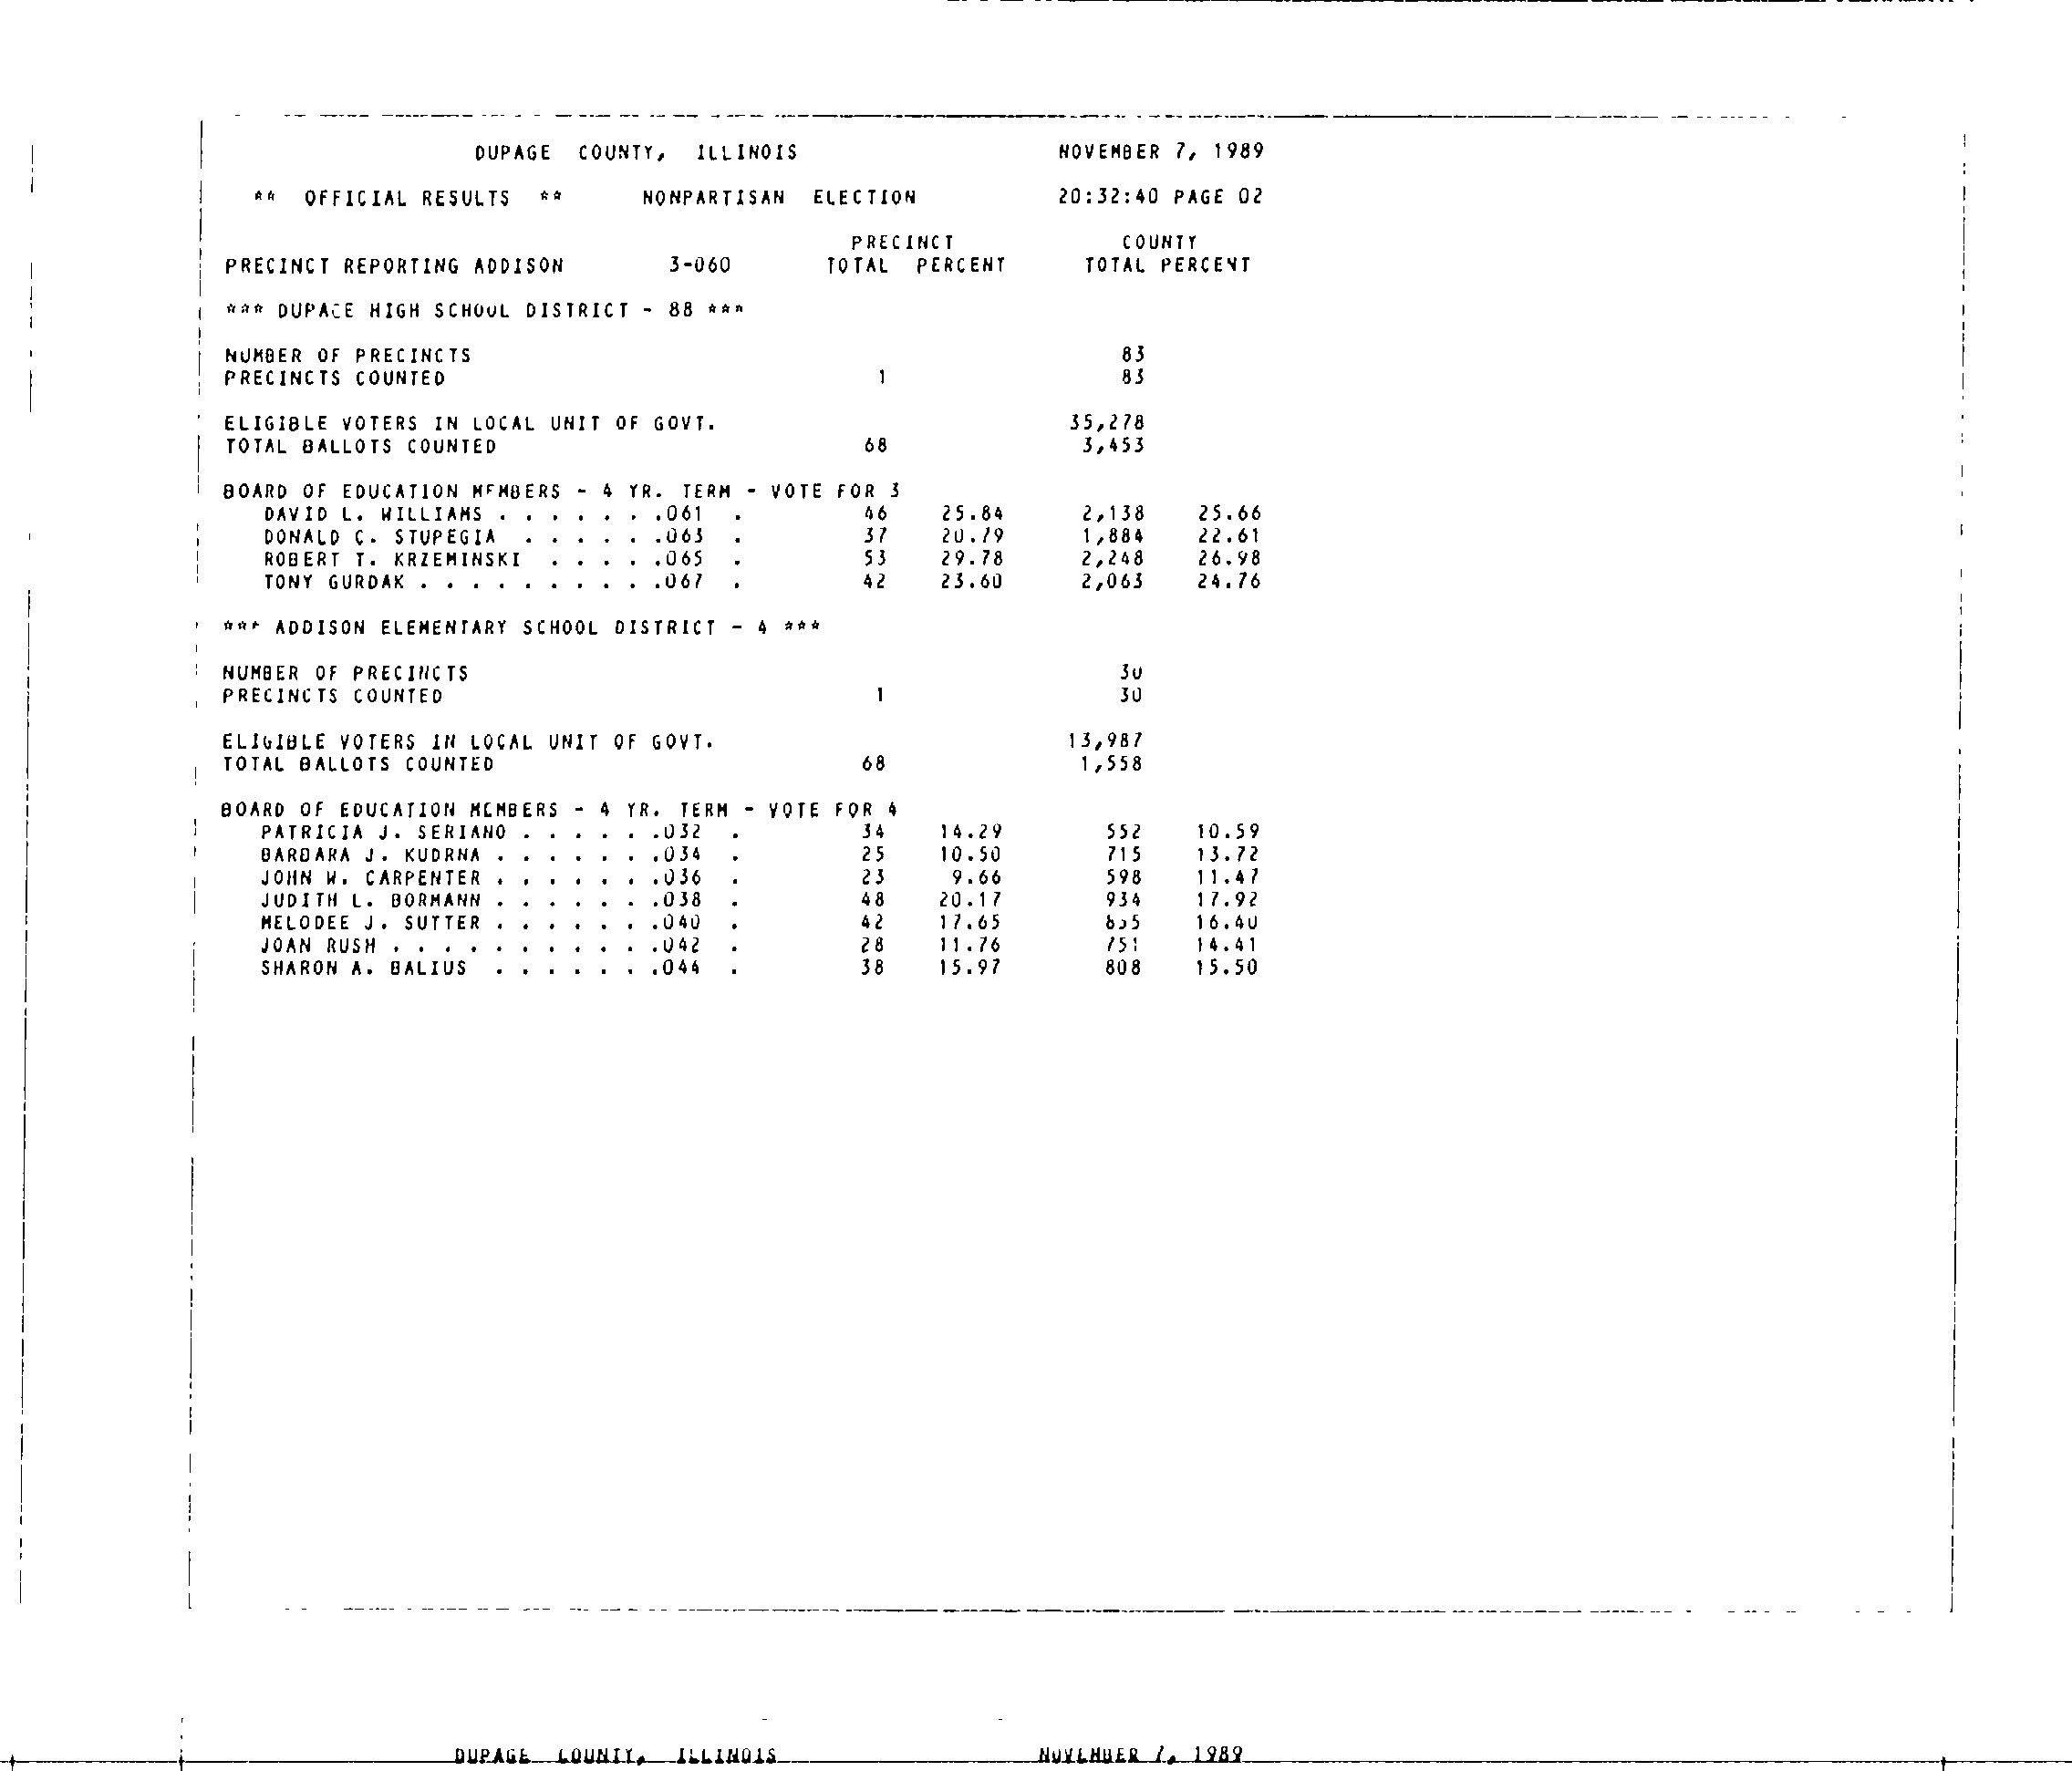 DUPAGE COUNTY, ILLINOIS NOVEMBER 7, 1989
** OFFICIAL RESULTS ** NONPARTISAN ELECTION 20:32:40 PAGE 02
PRECINCT COUNTY
PRECINCT REPORTING ADDISON 3-060 TOTAL PERCENT TOTAL PERCENT
*** DUPAGE HIGH SCHOOL DISTRICT - 88 ***
NUMBER OF PRECINCTS 83
PRECINCTS COUNTED 1 83
ELIGIBLE VOTERS IN LOCAL UNIT OF GOVT. 35,278
TOTAL BALLOTS COUNTED 68 3,453
BOARD OF EDUCATION MEMBERS - 4 YR. TERM - VOTE FOR 3
DAVID L. WILLIAMS . . . . . . .061 . 46 25.84 2,138 25.66
DONALD C. STUPEGIA . . . . . .063 . 37 20.79 1,884 22.61
ROBERT T. KRZEMINSKI . . . . .065 . 53 29.78 2,248 26.98
TONY GURDAK . . . . . . . . . .067 . 42 23.60 2,063 24.76
*** ADDISON ELEMENTARY SCHOOL DISTRICT - 4 ***
NUMBER OF PRECINCTS 30
PRECINCTS COUNTED 1 30
ELIGIBLE VOTERS IN LOCAL UNIT OF GOVT. 13,987
TOTAL BALLOTS COUNTED 68 1,558
BOARD OF EDUCATION MEMBERS - 4 YR. TERM - VOTE FOR 4
PATRICIA J. SERIANO . . . . . .032 . 34 14.29 552 10.59
BARBARA J. KUDRNA . . . . . . .034 . 25 10.50 715 13.72
JOHN W. CARPENTER . . . . . . .036 . 23 9.66 598 11.47
JUDITH L. BORMANN . . . . . . .038 . 48 20.17 934 17.92
MELODEE J. SUTTER . . . . . . .040 . 42 17.65 855 16.40
JOAN RUSH . . . . . . . . . . .042 . 28 11.76 751 14.41
SHARON A. BALIUS . . . . . . .044 . 38 15.97 808 15.50
DUPAGE COUNTY, ILLINOIS NOVEMBER 7, 1989